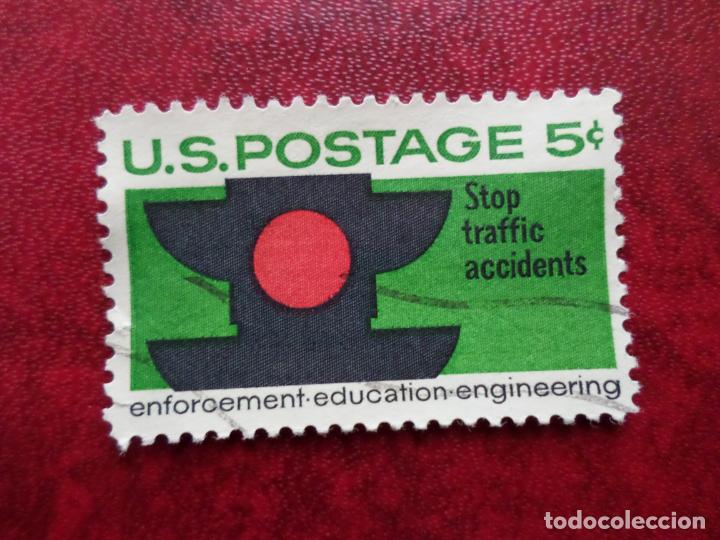 U.S.POSTAGE 5¢
Stop
traffic
accidents
enforcement·education·engineering
todocoleccion